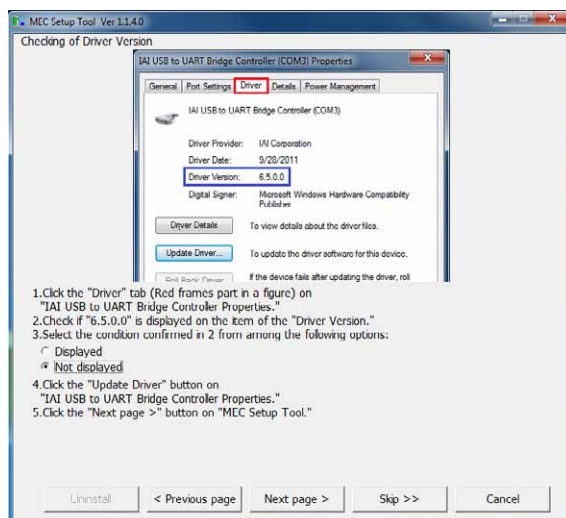 MEC Setup Tool Ver 1.1.4.0
Checking of Driver Version
IAI USB to UART Bridge Controller (COM3) Properties
General Port Settings Driver Details Power Management
IAI USB to UART Bridge Controller (COM3)
Driver Provider: IAI Corporation
Driver Date: 9/28/2011
Driver Version: 6.5.0.0
Digital Signer: Microsoft Windows Hardware Compatibility
Publisher
Driver Details To view details about the driver files.
Update Driver... To update the driver software for this device.
Roll Back Driver If the device fails after updating the driver, roll
1.Click the "Driver" tab (Red frames part in a figure) on
"IAI USB to UART Bridge Controller Properties."
2.Check if "6.5.0.0" is displayed on the item of the "Driver Version."
3.Select the condition confirmed in 2 from among the following options:
Displayed
Not displayed
4.Click the "Update Driver" button on
"IAI USB to UART Bridge Controller Properties."
5.Click the "Next page >" button on "MEC Setup Tool."
Uninstall < Previous page Next page > Skip >> Cancel